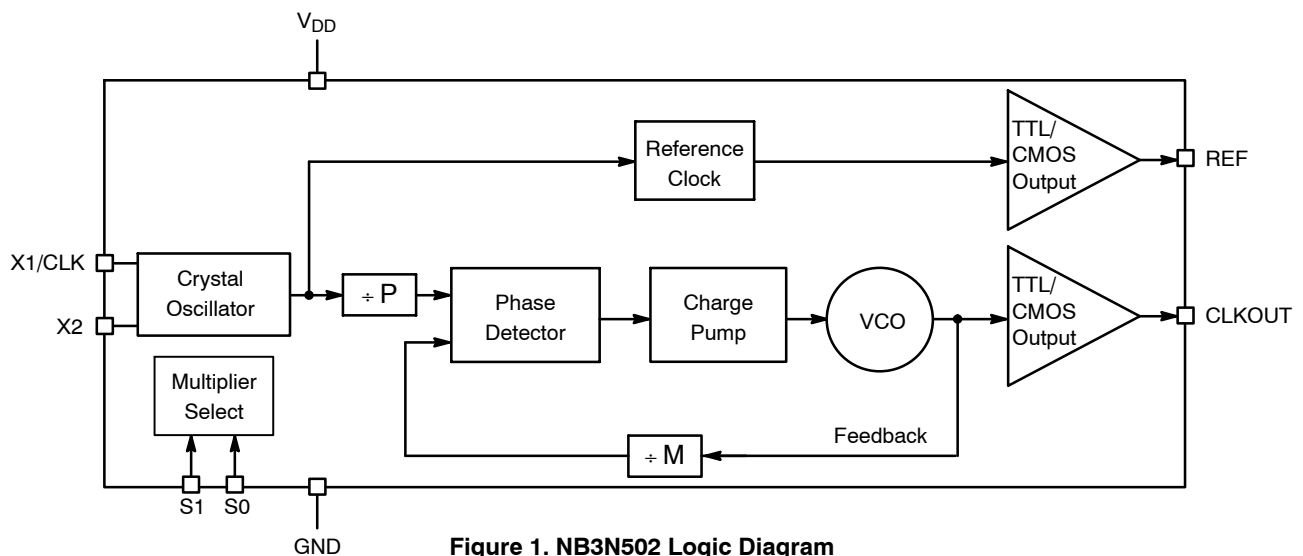 VDD
TTL/
CMOS
Output
Reference
Clock
REF
X1/CLK
X2
Crystal
Oscillator
÷ P
Phase
Detector
Charge
Pump
VCO
TTL/
CMOS
Output
CLKOUT
Multiplier
Select
Feedback
÷ M
S1 S0
GND
Figure 1. NB3N502 Logic Diagram